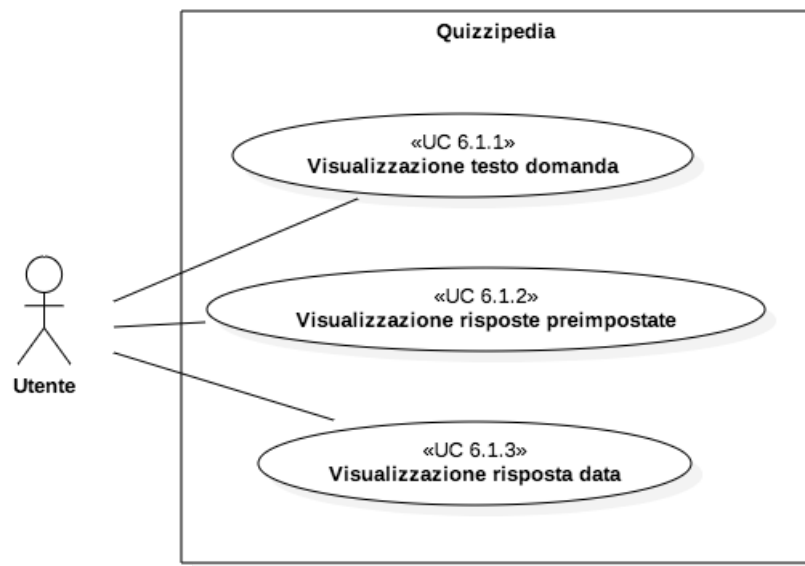 Quizzipedia
«UC 6.1.1»
Visualizzazione testo domanda
«UC 6.1.2»
Visualizzazione risposte preimpostate
Utente
«UC 6.1.3»
Visualizzazione risposta data